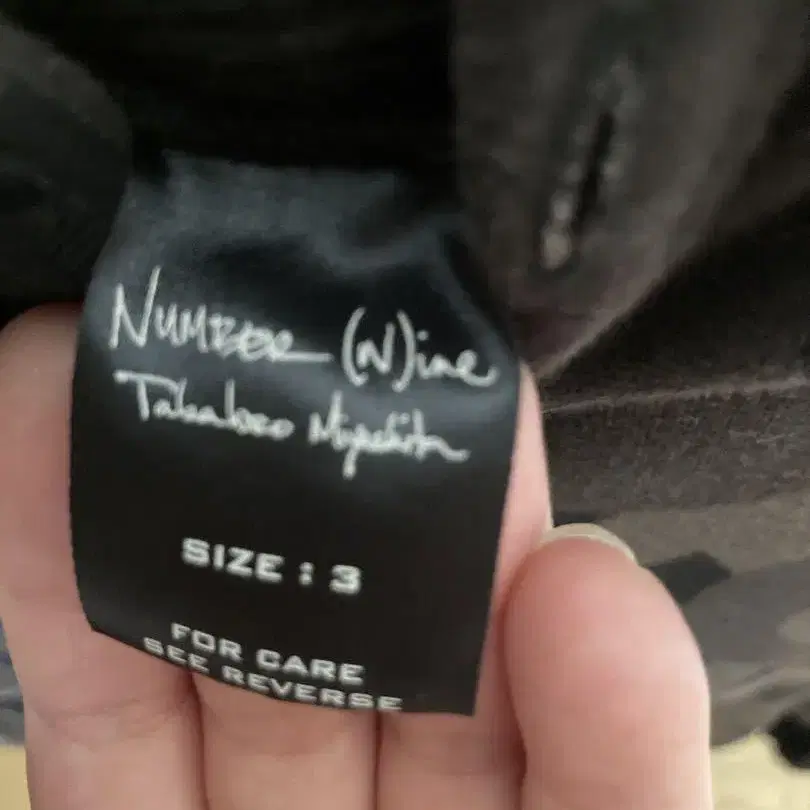 NUMBER (N)ine
Takahiro Miyashita
SIZE : 3
FOR CARE
SEE REVERSE